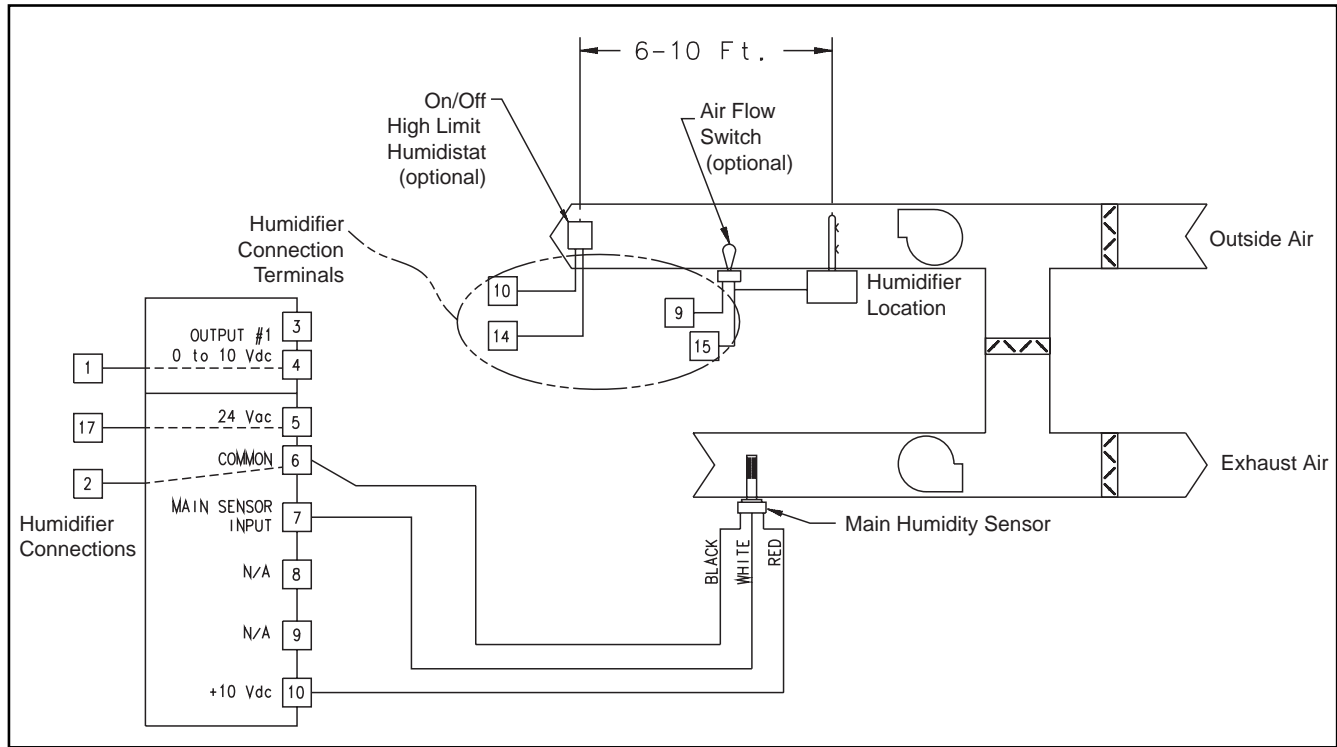 6-10 Ft.
On/Off
High Limit
Humidistat
(optional)
Air Flow
Switch
(optional)
Humidifier
Connection
Terminals
Outside Air
10
14
9
15
Humidifier
Location
OUTPUT #1
0 to 10 Vdc
3
4
1
24 Vac
5
17
COMMON
6
2
MAIN SENSOR
INPUT
7
Humidifier
Connections
N/A
8
N/A
9
+10 Vdc
10
Exhaust Air
Main Humidity Sensor
BLACK
WHITE
RED